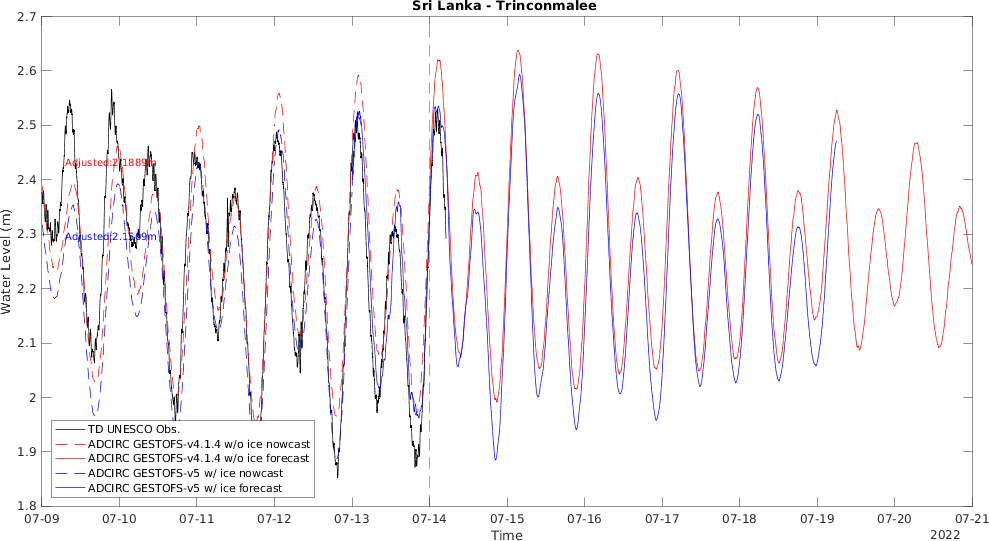 Sri Lanka - Trinconmalee
2.7
2.6
2.5
2.4
2.3
2.2
2.1
2
1.9
1.8
Water Level (m)
Adjusted:2.1889m
TD UNESCO Obs.
ADCIRC GESTOFS-v4.1.4 w/o ice nowcast
ADCIRC GESTOFS-v4.1.4 w/o ice forecast
ADCIRC GESTOFS-v5 w/ ice nowcast
ADCIRC GESTOFS-v5 w/ ice forecast
07-09 07-10 07-11 07-12 07-13 07-14 07-15 07-16 07-17 07-18 07-19 07-20 07-21
Time
2022